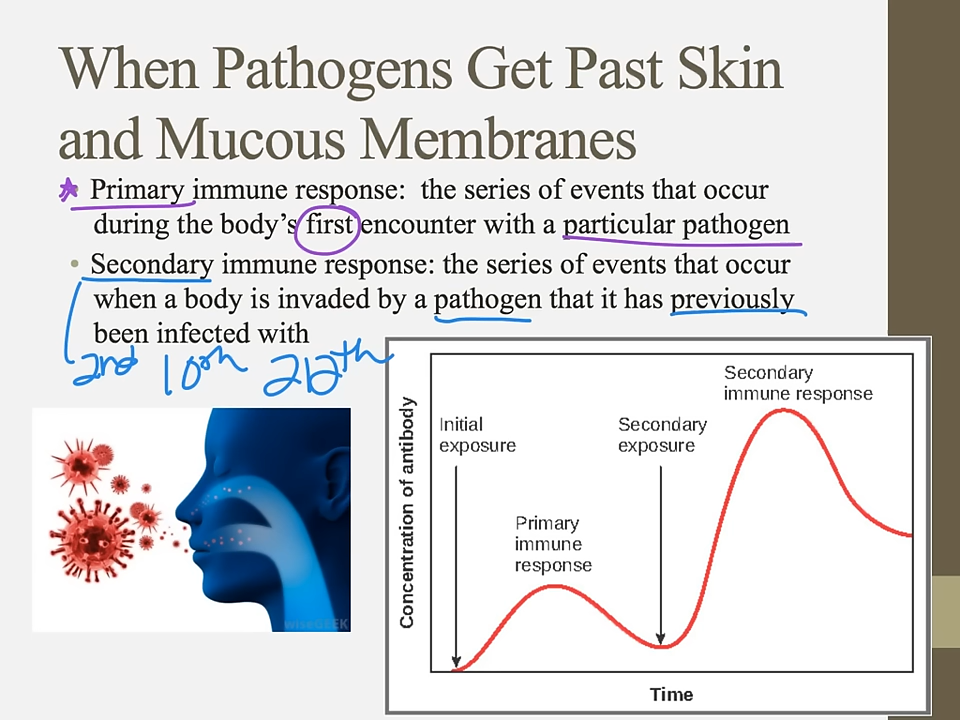 When Pathogens Get Past Skin
and Mucous Membranes
Primary immune response:  the series of events that occur
during the body’s first encounter with a particular pathogen
• Secondary immune response: the series of events that occur
when a body is invaded by a pathogen that it has previously
been infected with
2nd 10th 212th
Concentration of antibody
Initial
exposure
Primary
immune
response
Secondary
exposure
Secondary
immune response
Time
wiseGEEK